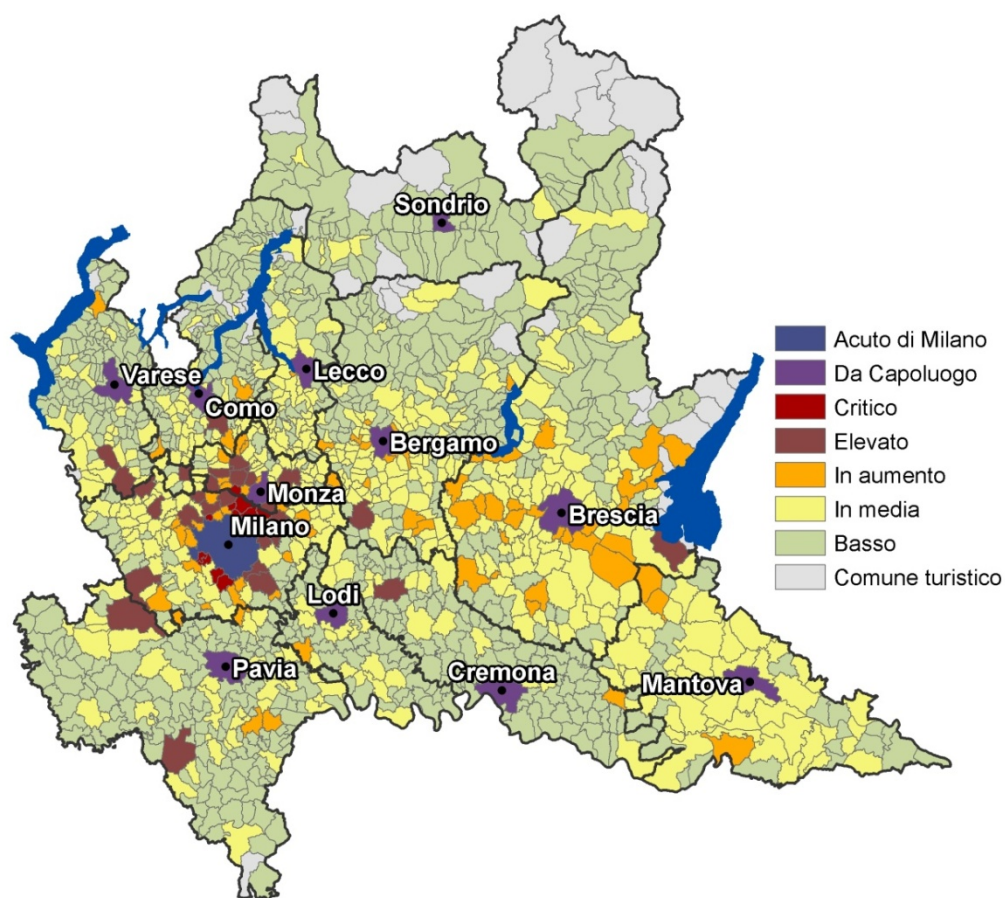 Sondrio
Varese
Lecco
Como
Bergamo
Monza
Milano
Brescia
Lodi
Pavia
Cremona
Mantova
Acuto di Milano
Da Capoluogo
Critico
Elevato
In aumento
In media
Basso
Comune turistico